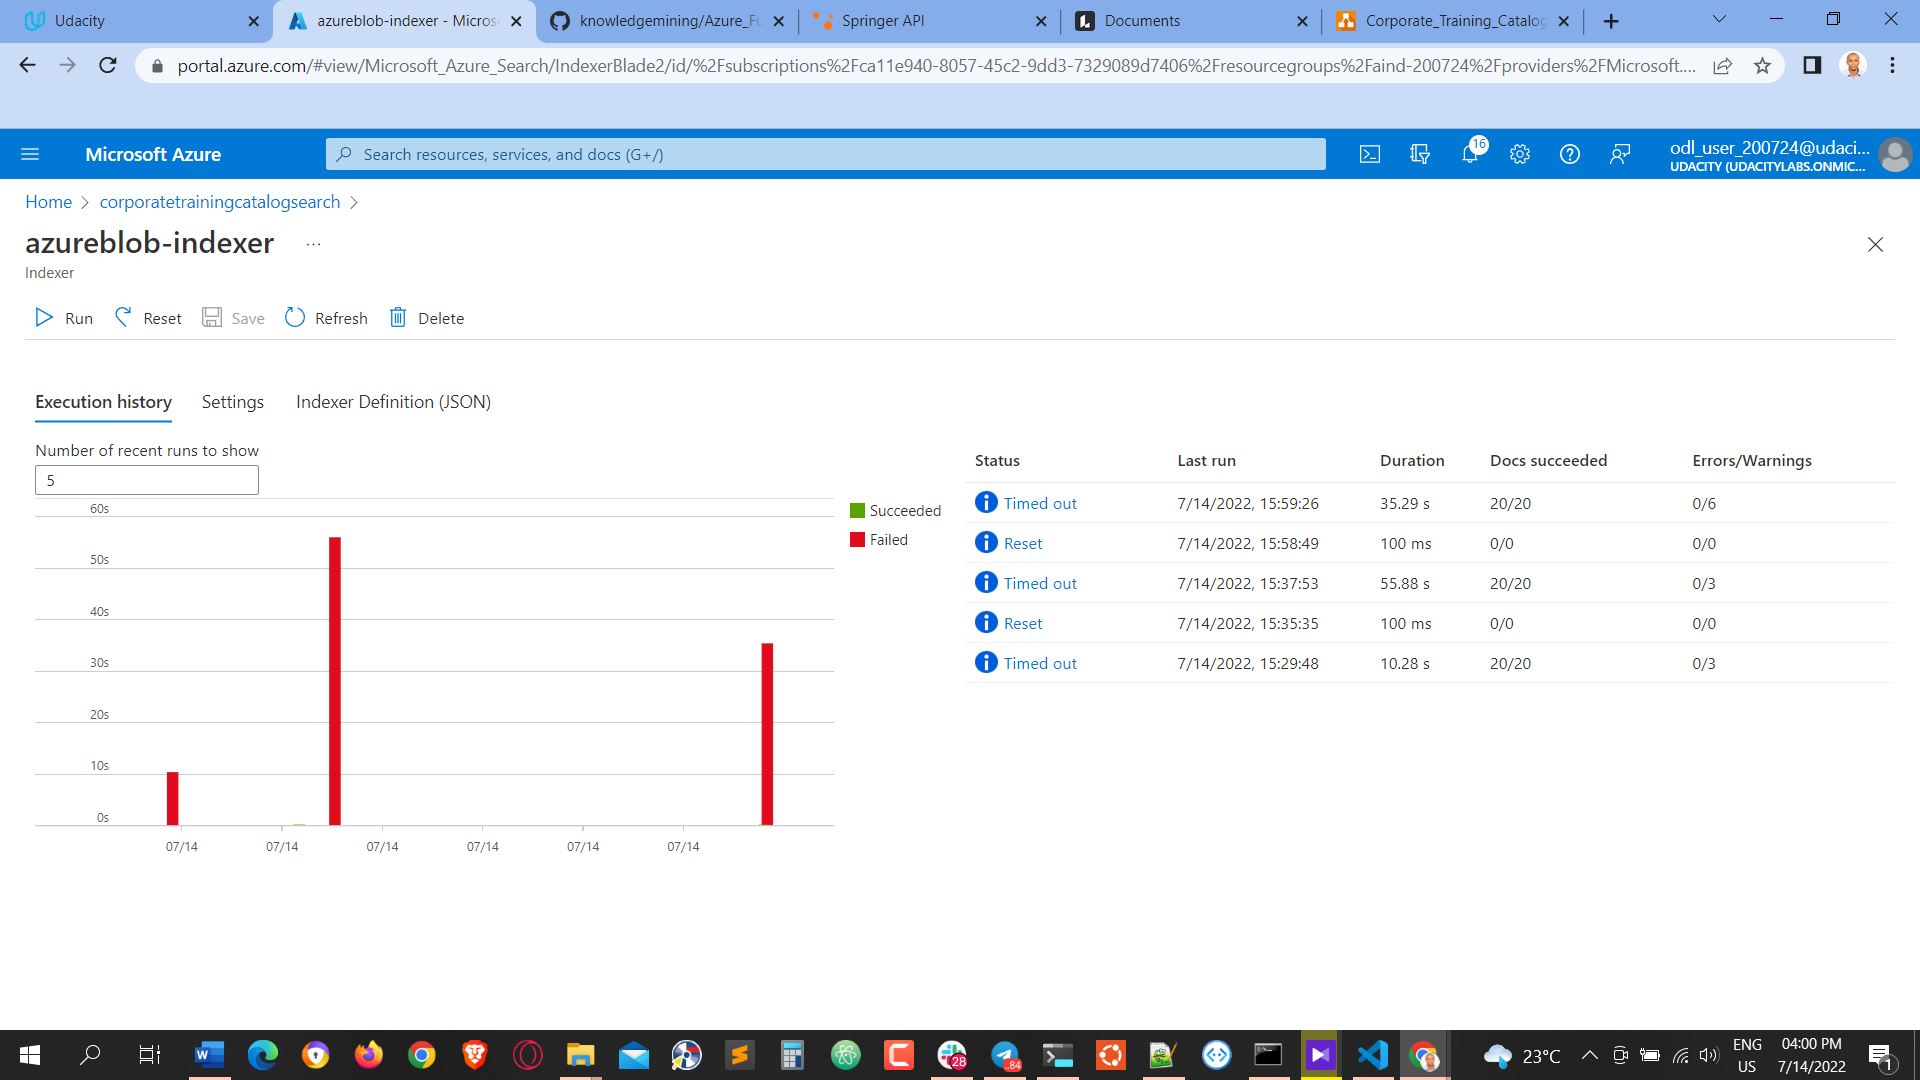 Udacity
azureblob-indexer - Micros
knowledgemining/Azure_Fu
Springer API
Documents
Corporate_Training_Catalog
portal.azure.com/#view/Microsoft_Azure_Search/IndexerBlade2/id/%2Fsubscriptions%2Fca11e940-8057-45c2-9dd3-7329089d7406%2Fresourcegroups%2Faind-200724%2Fproviders%2FMicrosoft....
Microsoft Azure
Search resources, services, and docs (G+/)
16
odl_user_200724@udaci...
UDACITY (UDACITYLABS.ONMIC...
Home > corporatetrainingcatalogsearch >
azureblob-indexer ...
Indexer
Run Reset Save Refresh Delete
Execution history Settings Indexer Definition (JSON)
Number of recent runs to show
5
60s
50s
40s
30s
20s
10s
0s
07/14 07/14 07/14 07/14 07/14 07/14
Succeeded
Failed
Status Last run Duration Docs succeeded Errors/Warnings
Timed out 7/14/2022, 15:59:26 35.29 s 20/20 0/6
Reset 7/14/2022, 15:58:49 100 ms 0/0 0/0
Timed out 7/14/2022, 15:37:53 55.88 s 20/20 0/3
Reset 7/14/2022, 15:35:35 100 ms 0/0 0/0
Timed out 7/14/2022, 15:29:48 10.28 s 20/20 0/3
28
.84
23°C
ENG
US
04:00 PM
7/14/2022
1